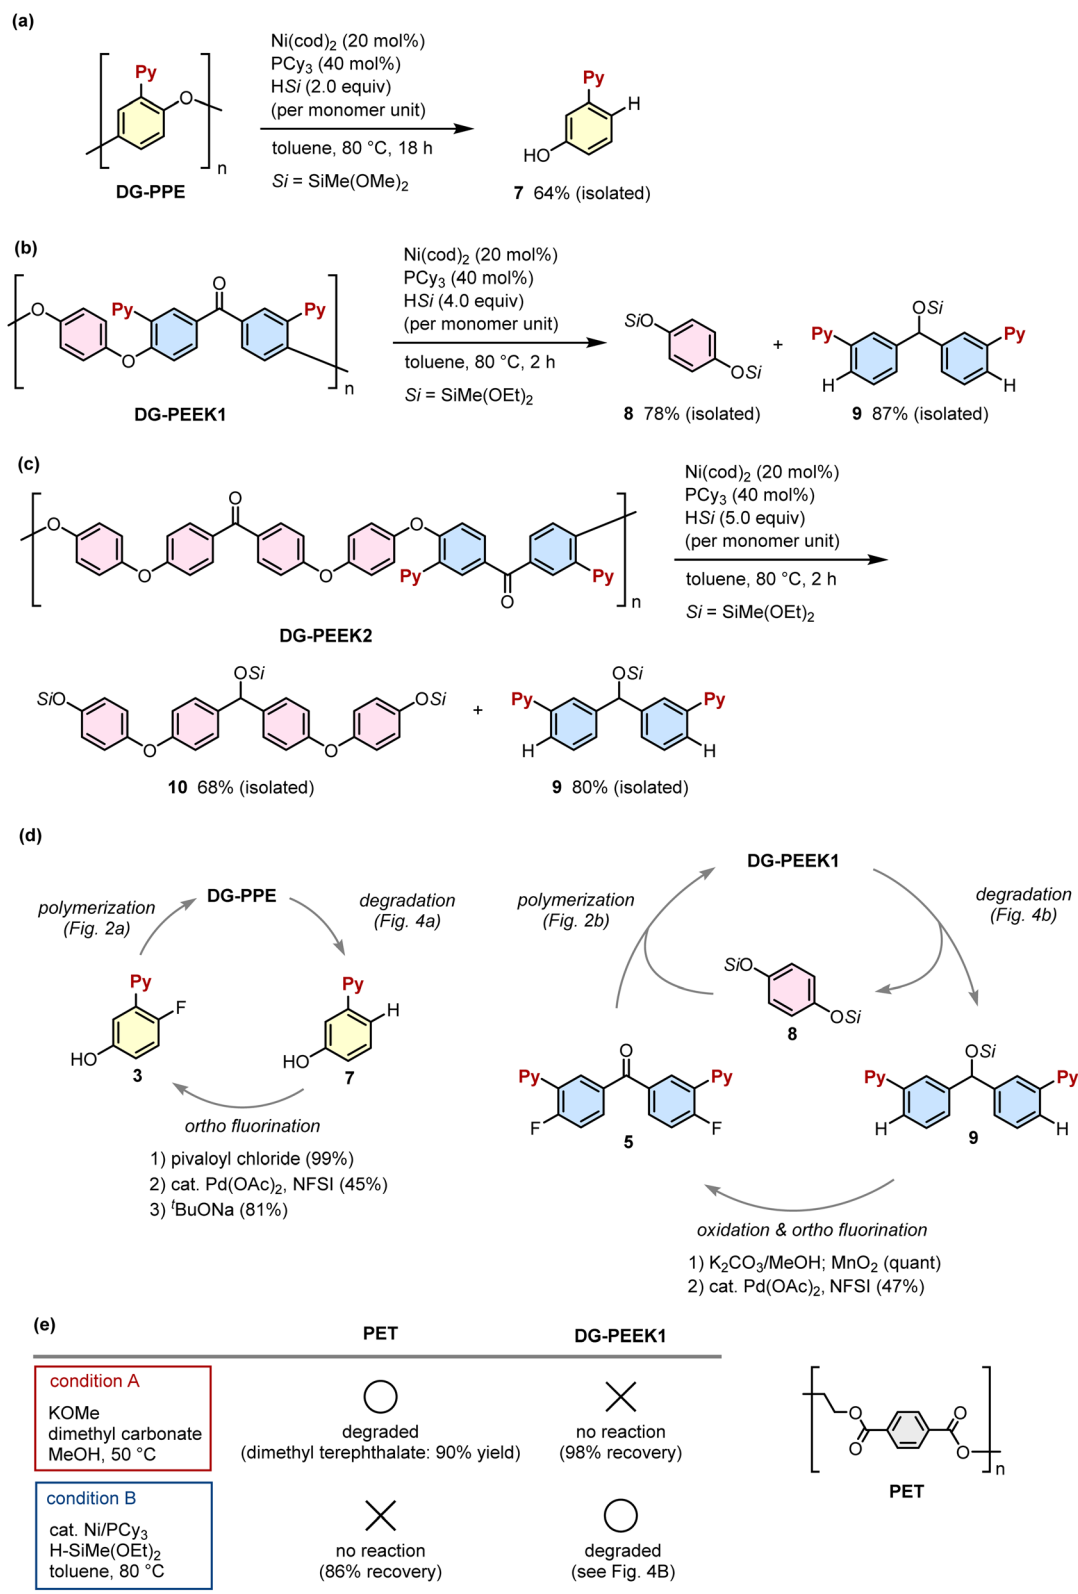 (a)
Py
O
n
DG-PPE
Ni(cod)2 (20 mol%)
PCy3 (40 mol%)
HSi (2.0 equiv)
(per monomer unit)
toluene, 80 °C, 18 h
Si = SiMe(OMe)2
Py
H
HO
7 64% (isolated)
(b)
O
O
Py
Py
O
n
DG-PEEK1
Ni(cod)2 (20 mol%)
PCy3 (40 mol%)
HSi (4.0 equiv)
(per monomer unit)
toluene, 80 °C, 2 h
Si = SiMe(OEt)2
SiO
OSi
8 78% (isolated)
+
OSi
Py
Py
H
H
9 87% (isolated)
(c)
O
O
O
O
O
Py
Py
O
n
DG-PEEK2
Ni(cod)2 (20 mol%)
PCy3 (40 mol%)
HSi (5.0 equiv)
(per monomer unit)
toluene, 80 °C, 2 h
Si = SiMe(OEt)2
OSi
SiO
OSi
O
O
10 68% (isolated)
+
OSi
Py
Py
H
H
9 80% (isolated)
(d)
DG-PPE
polymerization
(Fig. 2a)
degradation
(Fig. 4a)
Py
F
HO
3
Py
H
HO
7
ortho fluorination
1) pivaloyl chloride (99%)
2) cat. Pd(OAc)2, NFSI (45%)
3) tBuONa (81%)
DG-PEEK1
polymerization
(Fig. 2b)
degradation
(Fig. 4b)
SiO
OSi
8
O
Py
Py
F
F
5
OSi
Py
Py
H
H
9
oxidation & ortho fluorination
1) K2CO3/MeOH; MnO2 (quant)
2) cat. Pd(OAc)2, NFSI (47%)
(e)
PET
DG-PEEK1
condition A
KOMe
dimethyl carbonate
MeOH, 50 °C
degraded
(dimethyl terephthalate: 90% yield)
no reaction
(98% recovery)
condition B
cat. Ni/PCy3
H-SiMe(OEt)2
toluene, 80 °C
no reaction
(86% recovery)
degraded
(see Fig. 4B)
O
O
O
O
n
PET